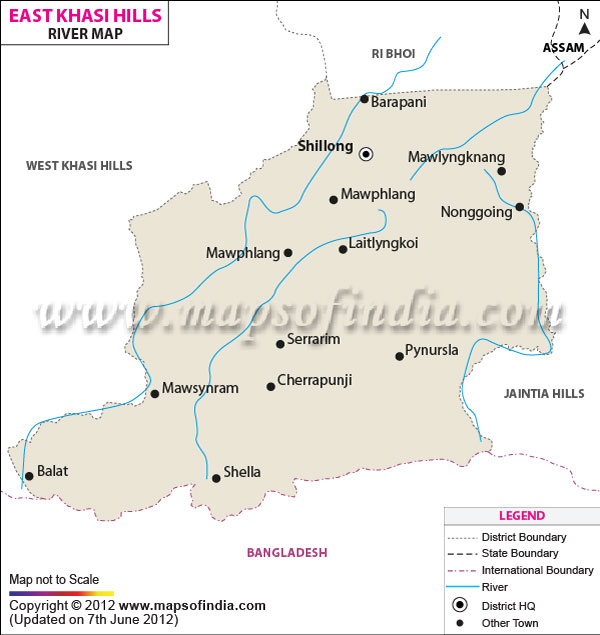 EAST KHASI HILLS
RIVER MAP
N
ASSAM
RI BHOI
Barapani
Shillong
WEST KHASI HILLS
Mawlyngknang
Mawphlang
Nonggoing
Laitlyngkoi
Mawphlang
www.mapsofindia.com
Serrarim
Pynursla
Cherrapunji
Mawsynram
JAINTIA HILLS
Balat
Shella
BANGLADESH
LEGEND
District Boundary
State Boundary
International Boundary
River
District HQ
Other Town
Map not to Scale
Copyright © 2012 www.mapsofindia.com
(Updated on 7th June 2012)